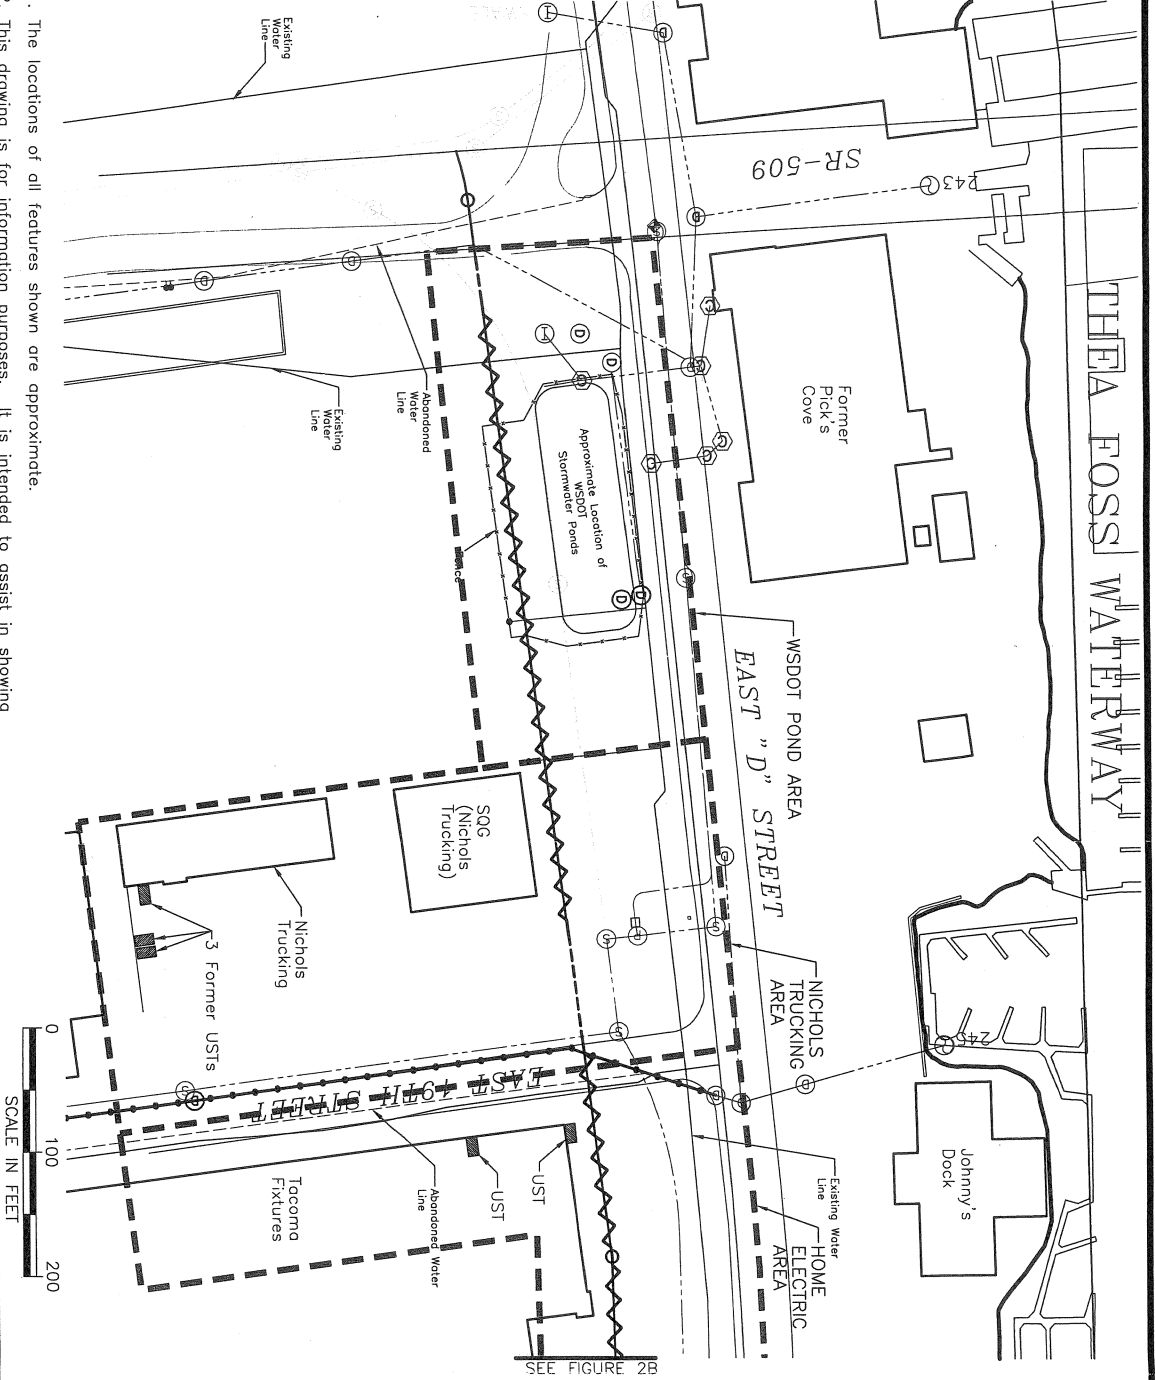 THEA FOSS WATERWAY
SR-509
243
Former
Pick's
Cove
Existing
Water
Line
Existing
Water
Line
Abandoned
Water
Line
Approximate Location of
WSDOT
Stormwater Ponds
WSDOT POND AREA
EAST "D" STREET
SQG
(Nichols
Trucking)
Nichols
Trucking
3 Former USTs
NICHOLS
TRUCKING
AREA
245
Johnny's
Dock
EAST 19TH STREET
Existing Water
Line
HOME
ELECTRIC
AREA
UST
UST
Abandoned Water
Line
Tacoma
Fixtures
SEE FIGURE 2B
0 100 200
SCALE IN FEET
. The locations of all features shown are approximate.
This drawing is for information purposes. It is intended to assist in showing